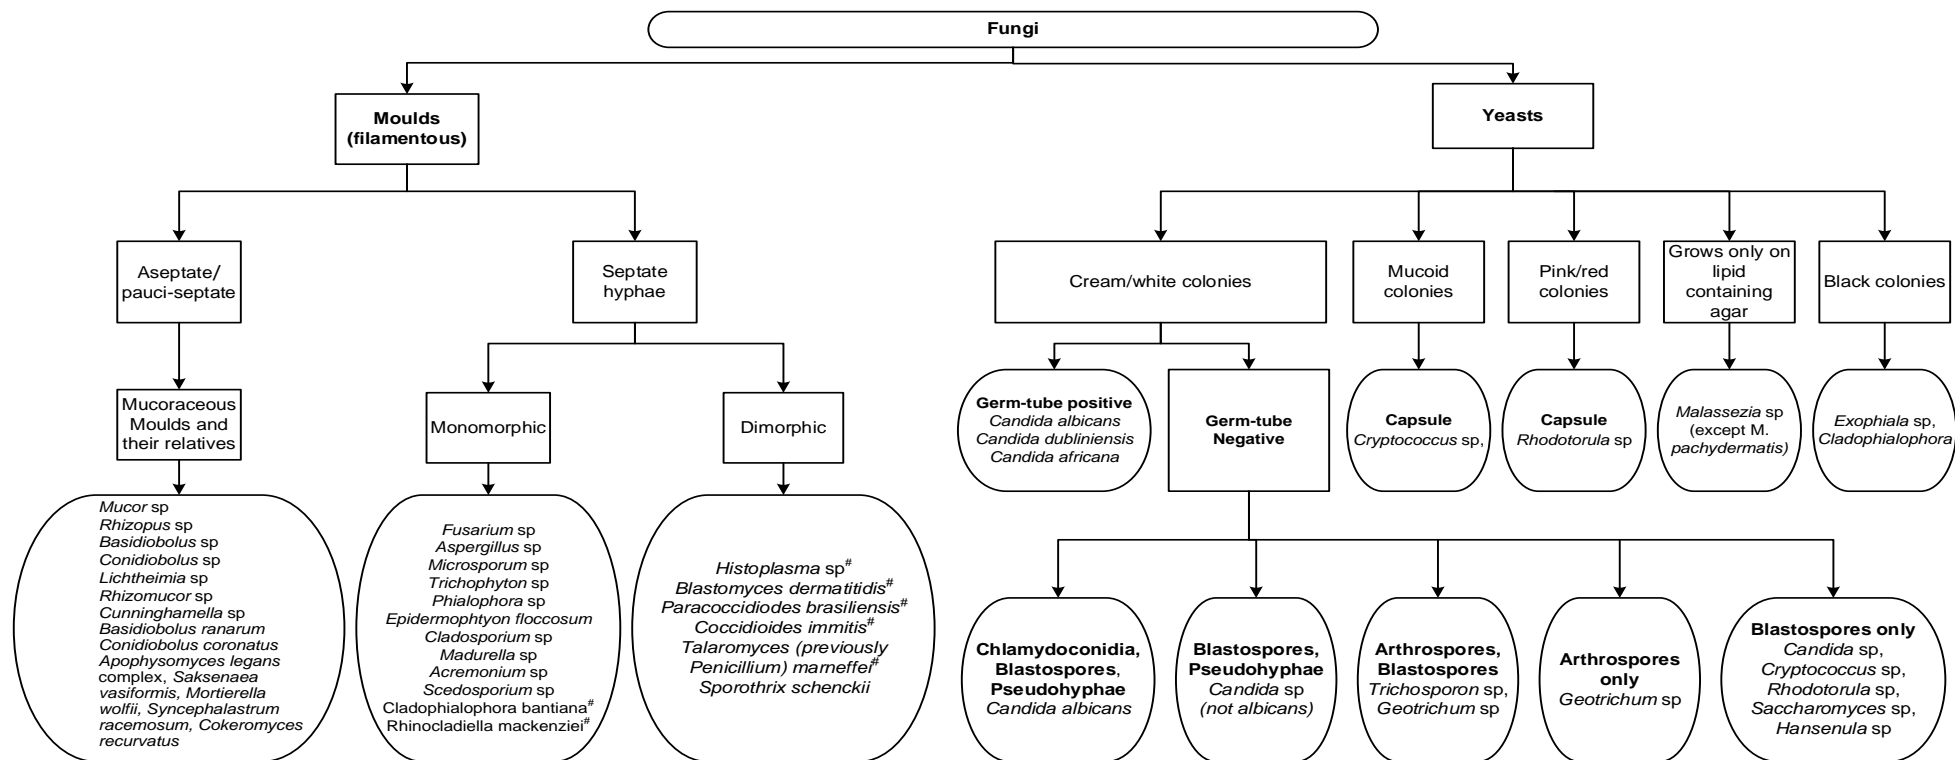 Fungi
Moulds
(filamentous)
Yeasts
Aseptate/
pauci-septate
Septate
hyphae
Cream/white colonies
Mucoid
colonies
Pink/red
colonies
Grows only on
lipid
containing
agar
Black colonies
Mucoraceous
Moulds and
their relatives
Monomorphic
Dimorphic
Germ-tube positive
Candida albicans
Candida dubliniensis
Candida africana
Germ-tube
Negative
Capsule
Cryptococcus sp,
Capsule
Rhodotorula sp
Malassezia sp
(except M.
pachydermatis)
Exophiala sp,
Cladophialophora
Mucor sp
Rhizopus sp
Basidiobolus sp
Conidiobolus sp
Lichtheimia sp
Rhizomucor sp
Cunninghamella sp
Basidiobolus ranarum
Conidiobolus coronatus
Apophysomyces legans
complex, Saksenaea
vasiformis, Mortierella
wolfii, Syncephalastrum
racemosum, Cokeromyces
recurvatus
Fusarium sp
Aspergillus sp
Microsporum sp
Trichophyton sp
Phialophora sp
Epidermophtyon floccosum
Cladosporium sp
Madurella sp
Acremonium sp
Scedosporium sp
Cladophialophora bantiana#
Rhinocladiella mackenziei#
Histoplasma sp#
Blastomyces dermatitidis#
Paracoccidiodes brasiliensis#
Coccidioides immitis#
Talaromyces (previously
Penicillium) marneffei#
Sporothrix schenckii
Chlamydoconidia,
Blastospores,
Pseudohyphae
Candida albicans
Blastospores,
Pseudohyphae
Candida sp
(not albicans)
Arthrospores,
Blastospores
Trichosporon sp,
Geotrichum sp
Arthrospores
only
Geotrichum sp
Blastospores only
Candida sp,
Cryptococcus sp,
Rhodotorula sp,
Saccharomyces sp,
Hansenula sp